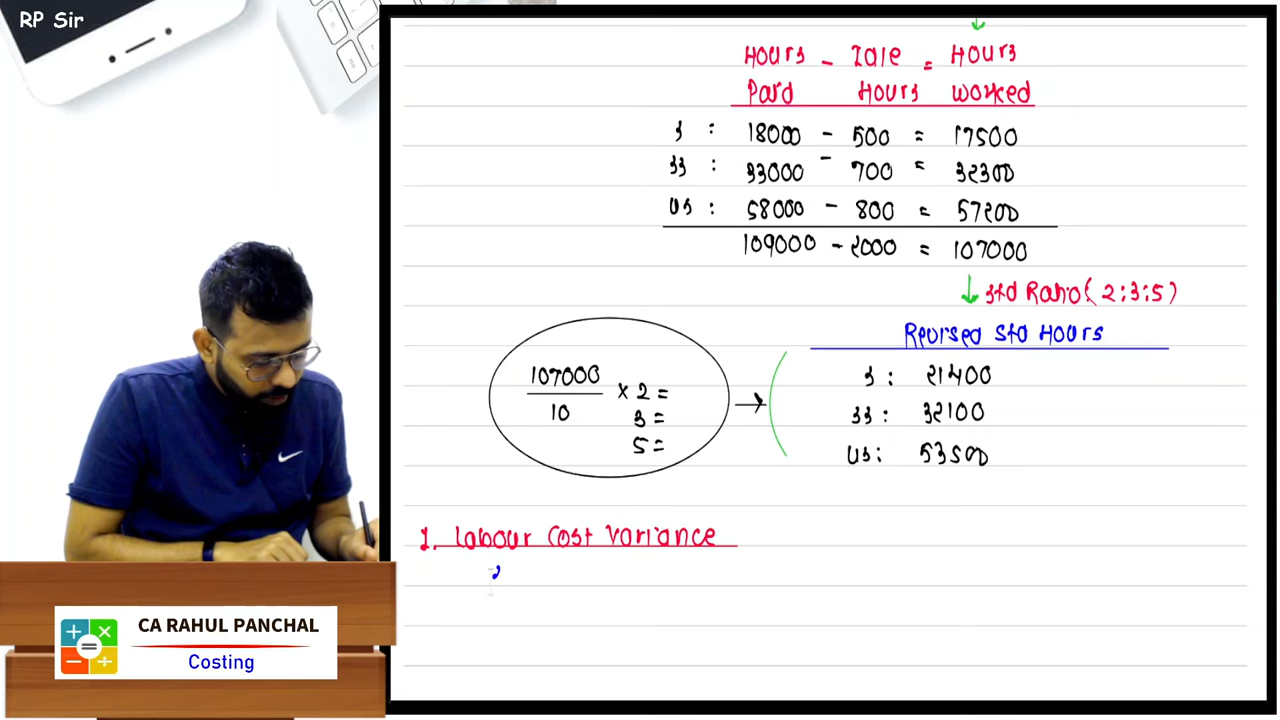 RP Sir
Hours - Idle = Hours
Paid Hours worked
S : 18000 - 500 = 17500
SS : 33000 - 700 = 32300
US : 58000 - 800 = 57200
109000 - 2000 = 107000
↓ Std Ratio (2:3:5)
Revised Std Hours
107000
10
× 2 =
3 =
5 =
→
S : 21400
SS : 32100
US : 53500
1. Labour Cost Variance
CA RAHUL PANCHAL
Costing